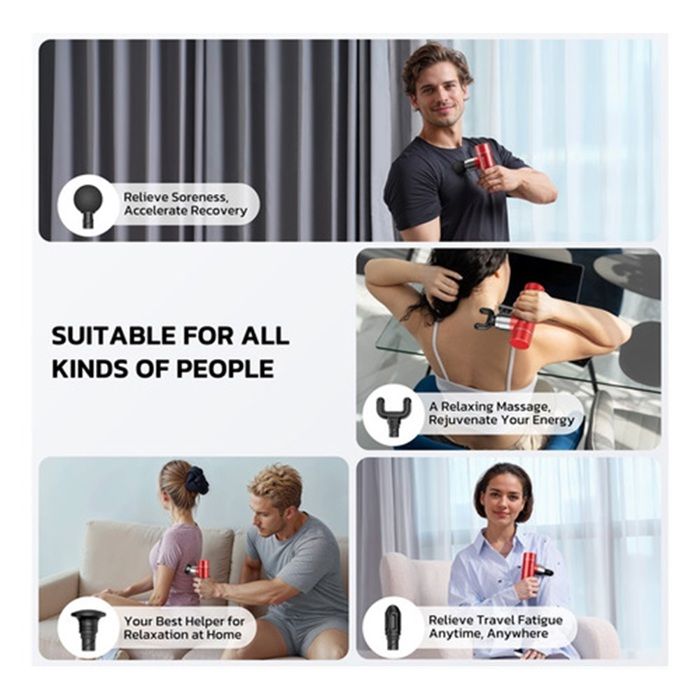 Relieve Soreness,
Accelerate Recovery
SUITABLE FOR ALL
KINDS OF PEOPLE
A Relaxing Massage,
Rejuvenate Your Energy
Your Best Helper for
Relaxation at Home
Relieve Travel Fatigue
Anytime, Anywhere